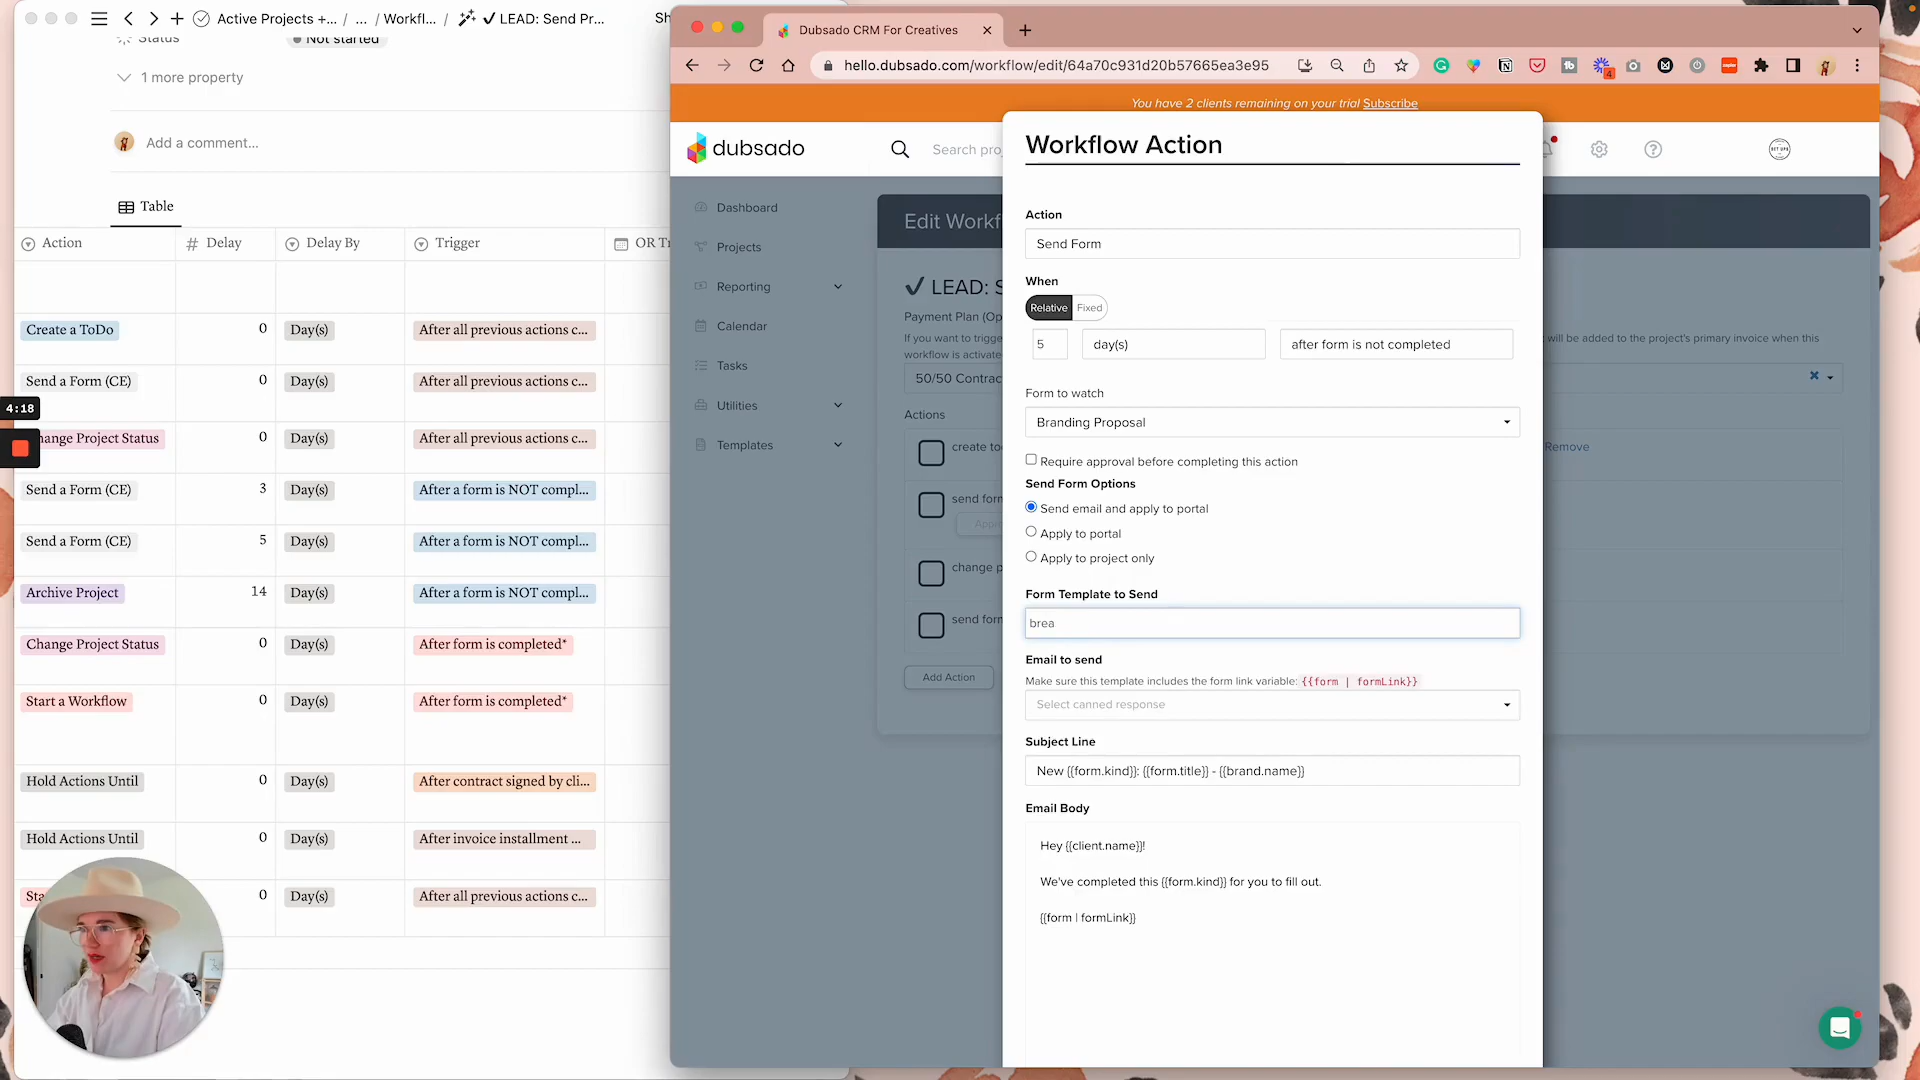 Active Projects +... / ... / Workfl... / ✔ LEAD: Send Pr...
Status
Not started
1 more property
Add a comment...
Table
Action # Delay Delay By Trigger OR Tr
Create a ToDo 0 Day(s) After all previous actions c...
Send a Form (CE) 0 Day(s) After all previous actions c...
4:18
hange Project Status 0 Day(s) After all previous actions c...
Send a Form (CE) 3 Day(s) After a form is NOT compl...
Send a Form (CE) 5 Day(s) After a form is NOT compl...
Archive Project 14 Day(s) After a form is NOT compl...
Change Project Status 0 Day(s) After form is completed*
Start a Workflow 0 Day(s) After form is completed*
Hold Actions Until 0 Day(s) After contract signed by cli...
Hold Actions Until 0 Day(s) After invoice installment ...
Sta 0 Day(s) After all previous actions c...
Dubsado CRM For Creatives
hello.dubsado.com/workflow/edit/64a70c931d20b57665ea3e95
4
You have 2 clients remaining on your trial Subscribe
dubsado
Search proj
Dashboard
Projects
Reporting
Calendar
Tasks
Utilities
Templates
Edit Workf
✔ LEAD: S
Payment Plan (Op
If you want to trigge
workflow is activate
will be added to the project's primary invoice when this
50/50 Contrac
Actions
create to
Remove
send form
Appr
change p
send form
Add Action
Workflow Action
Action
Send Form
When
Relative Fixed
5 day(s) after form is not completed
Form to watch
Branding Proposal
Require approval before completing this action
Send Form Options
Send email and apply to portal
Apply to portal
Apply to project only
Form Template to Send
brea
Email to send
Make sure this template includes the form link variable: {{form | formLink}}
Select canned response
Subject Line
New {{form.kind}}: {{form.title}} - {{brand.name}}
Email Body
Hey {{client.name}}!
We've completed this {{form.kind}} for you to fill out.
{{form | formLink}}